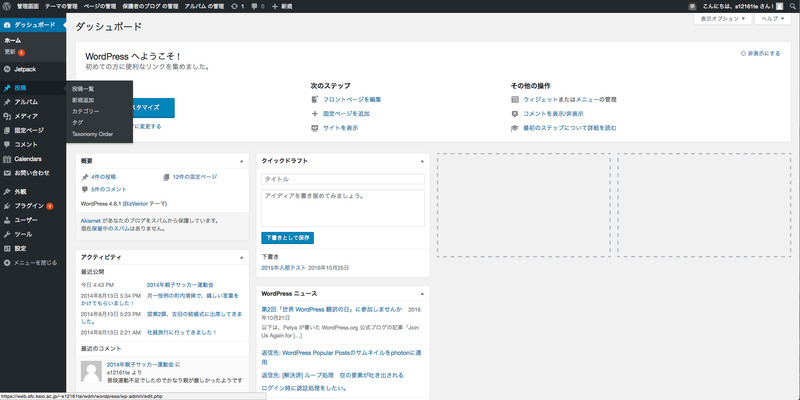 管理画面 テーマの管理 ページの管理 保護者のブログ の管理 アルバム の管理 1 0 + 新規
こんにちは、s12161te さん !
ダッシュボード
ホーム
更新 1
Jetpack
投稿
アルバム
メディア
固定ページ
コメント
Calendars
お問い合わせ
外観
プラグイン 1
ユーザー
ツール
設定
メニューを閉じる
投稿一覧
新規追加
カテゴリー
タグ
Taxonomy Order
ダッシュボード
表示オプション ▼
ヘルプ ▼
WordPress へようこそ !
初めての方に便利なリンクを集めました。
非表示にする
スタマイズ
に変更する
次のステップ
フロントページを編集
固定ページを追加
サイトを表示
その他の操作
ウィジェットまたはメニューの管理
コメントを表示/非表示
最初のステップについて詳細を読む
概要
4件の投稿
12件の固定ページ
5件のコメント
WordPress 4.6.1 (BizVektor テーマ)
Akismet があなたのブログをスパムから保護しています。
現在保留中のスパムはありません。
アクティビティ
最近公開
今日 4:43 PM 2014年親子サッカー運動会
2014年8月13日 5:34 PM 月一恒例の町内清掃で、嬉しい言葉を
かけてもらいました !
2014年8月13日 5:23 PM 営業2課、吉田の結婚式に出席してきま
した。
2014年8月13日 2:21 AM 社員旅行に行ってきました !
最近のコメント
2014年親子サッカー運動会 に
s12161te より
普段運動不足でしたのでかなり親が厳しかったようです
クイックドラフト
タイトル
アイディアを書き留めてみましょう。
下書きとして保存
下書き
2015年入部テスト 2016年10月25日
WordPress ニュース
第2回「世界 WordPress 翻訳の日」に参加しませんか 2016
年10月21日
以下は、Petya が書いた WordPress.org 公式ブログの記事「Join
Us Again for […]
返信先: WordPress Popular Postsのサムネイルをphotonに適
用
返信先: [解決済] ループ処理 空の要素が吐き出される
ログイン時に認証処理をしたい。
https://web.sfc.keio.ac.jp/~s12161te/wdm/wordpress/wp-admin/edit.php